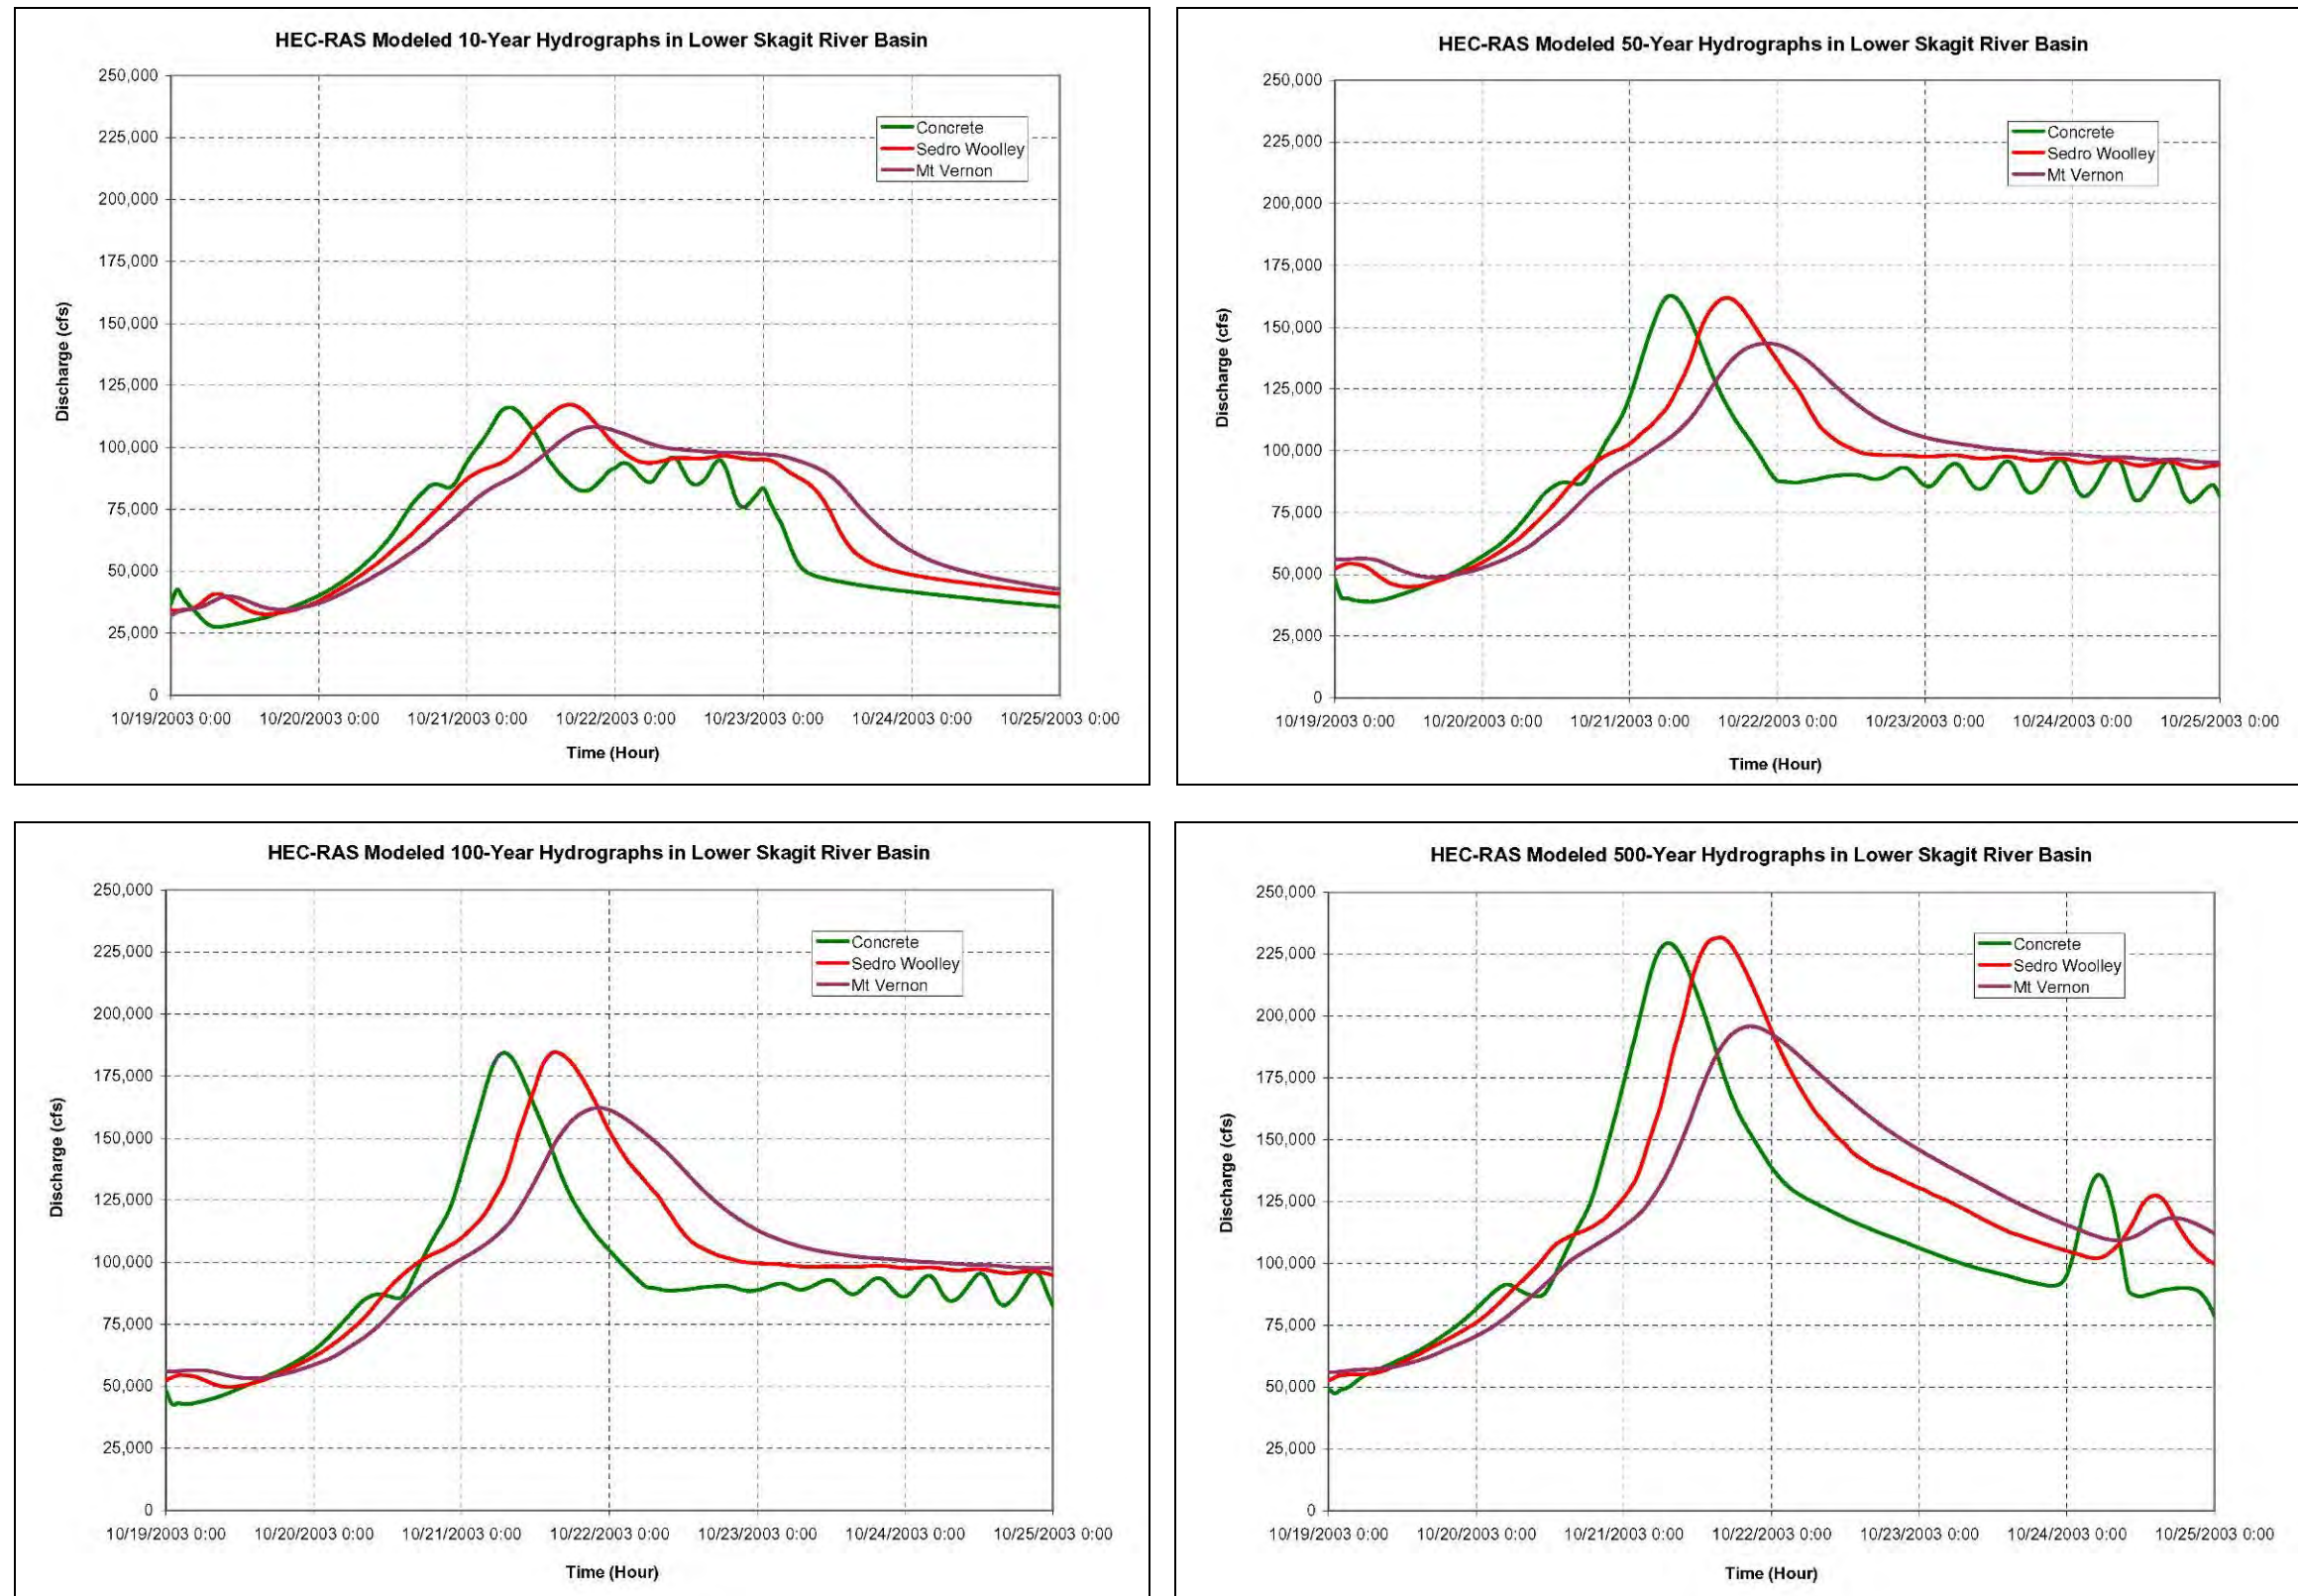 HEC-RAS Modeled 10-Year Hydrographs in Lower Skagit River Basin
250,000
225,000
200,000
175,000
150,000
125,000
100,000
75,000
50,000
25,000
0
Discharge (cfs)
Concrete
Sedro Woolley
Mt Vernon
10/19/2003 0:00 10/20/2003 0:00 10/21/2003 0:00 10/22/2003 0:00 10/23/2003 0:00 10/24/2003 0:00 10/25/2003 0:00
Time (Hour)
HEC-RAS Modeled 50-Year Hydrographs in Lower Skagit River Basin
250,000
225,000
200,000
175,000
150,000
125,000
100,000
75,000
50,000
25,000
0
Discharge (cfs)
Concrete
Sedro Woolley
Mt Vernon
10/19/2003 0:00 10/20/2003 0:00 10/21/2003 0:00 10/22/2003 0:00 10/23/2003 0:00 10/24/2003 0:00 10/25/2003 0:00
Time (Hour)
HEC-RAS Modeled 100-Year Hydrographs in Lower Skagit River Basin
250,000
225,000
200,000
175,000
150,000
125,000
100,000
75,000
50,000
25,000
0
Discharge (cfs)
Concrete
Sedro Woolley
Mt Vernon
10/19/2003 0:00 10/20/2003 0:00 10/21/2003 0:00 10/22/2003 0:00 10/23/2003 0:00 10/24/2003 0:00 10/25/2003 0:00
Time (Hour)
HEC-RAS Modeled 500-Year Hydrographs in Lower Skagit River Basin
250,000
225,000
200,000
175,000
150,000
125,000
100,000
75,000
50,000
25,000
0
Discharge (cfs)
Concrete
Sedro Woolley
Mt Vernon
10/19/2003 0:00 10/20/2003 0:00 10/21/2003 0:00 10/22/2003 0:00 10/23/2003 0:00 10/24/2003 0:00 10/25/2003 0:00
Time (Hour)